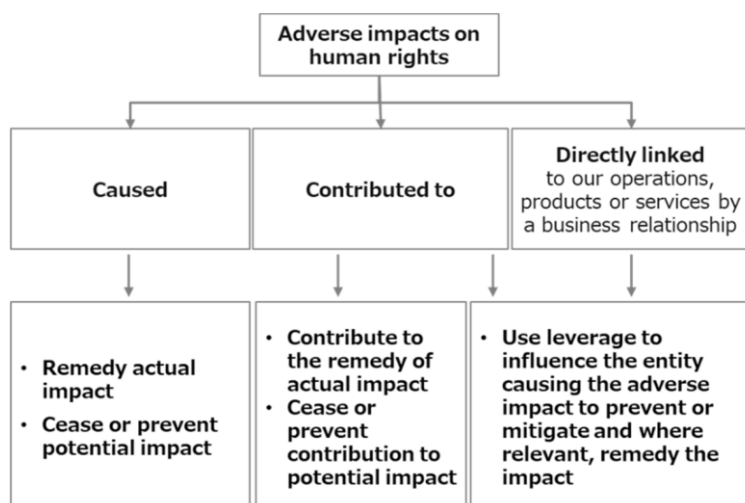 Adverse impacts on
human rights
Caused
Contributed to
Directly linked
to our operations,
products or services by
a business relationship
• Remedy actual
impact
• Cease or prevent
potential impact
• Contribute to
the remedy of
actual impact
• Cease or
prevent
contribution to
potential impact
• Use leverage to
influence the entity
causing the adverse
impact to prevent or
mitigate and where
relevant, remedy the
impact